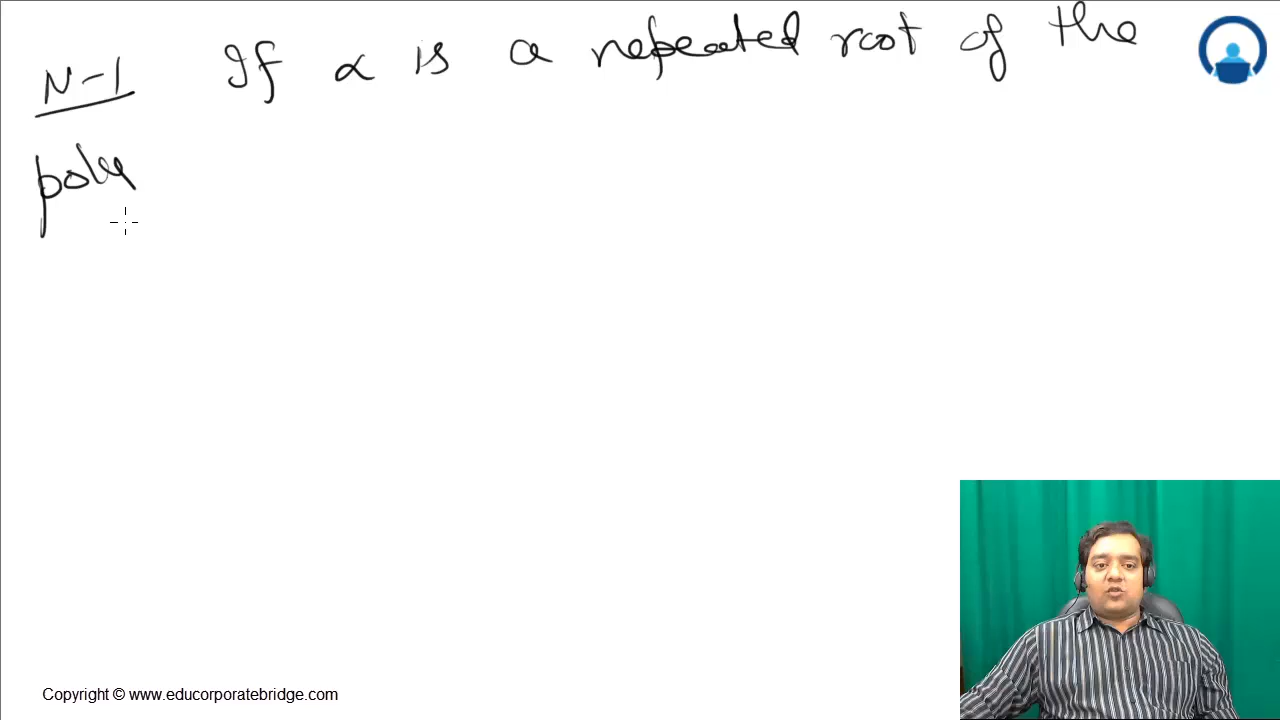 N-1 If α is a repeated root of the
poly
Copyright © www.educorporatebridge.com